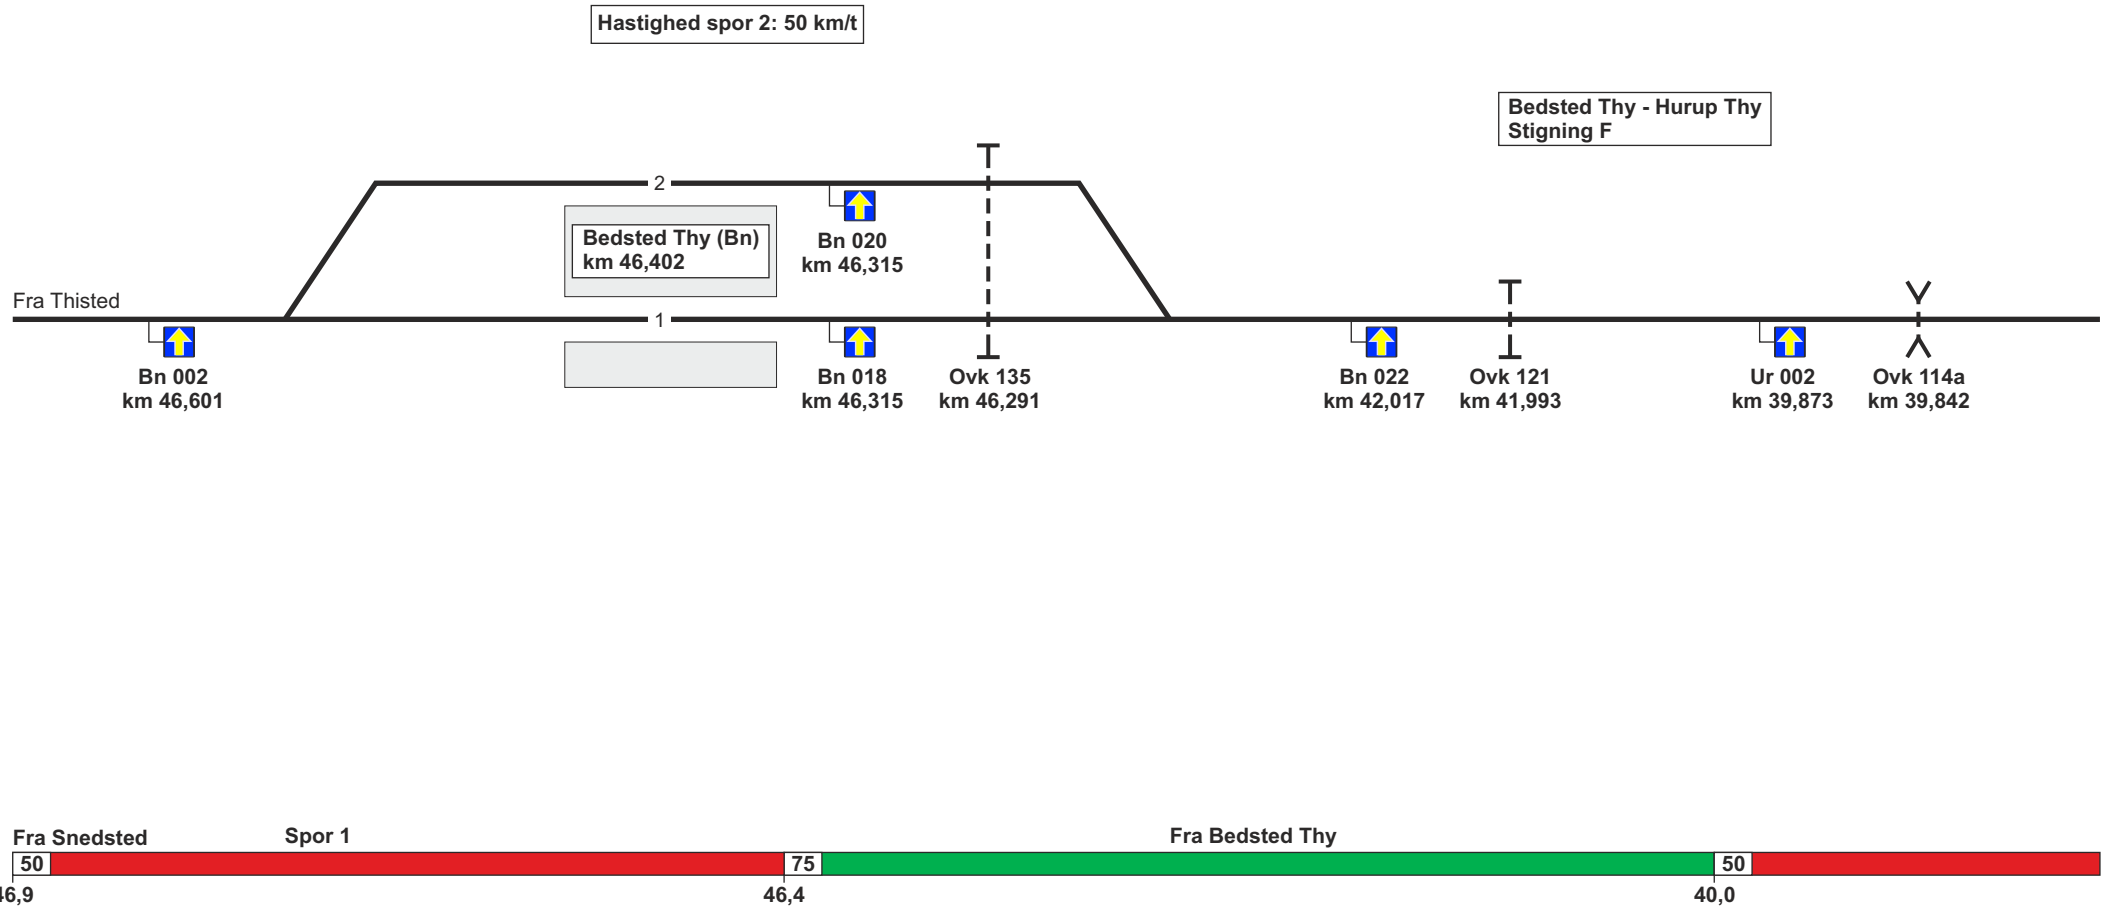 Hastighed spor 2: 50 km/t
Bedsted Thy - Hurup Thy
Stigning F
2
Bedsted Thy (Bn)
km 46,402
Bn 020
km 46,315
Fra Thisted
1
Bn 002
km 46,601
Bn 018
km 46,315
Ovk 135
km 46,291
Bn 022
km 42,017
Ovk 121
km 41,993
Ur 002
km 39,873
Ovk 114a
km 39,842
Fra Snedsted
Spor 1
Fra Bedsted Thy
50
75
50
46,9
46,4
40,0